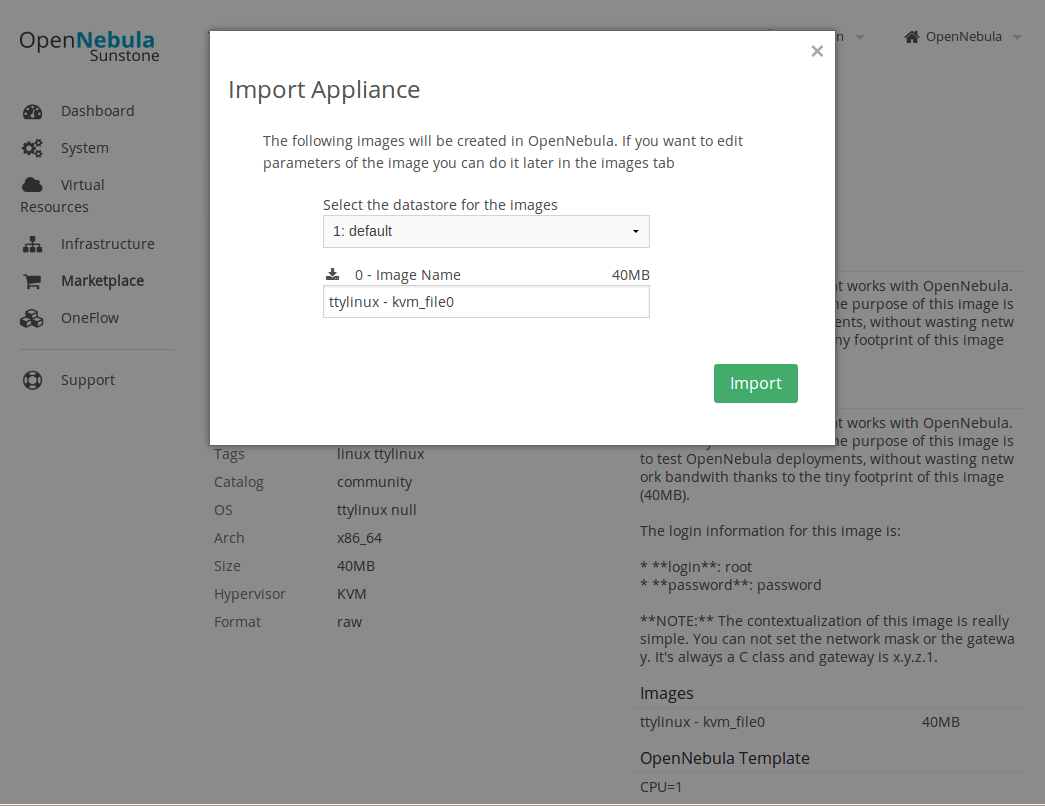 OpenNebula
Sunstone
OpenNebula
Dashboard
System
Virtual
Resources
Infrastructure
Marketplace
OneFlow
Support
×
Import Appliance
The following images will be created in OpenNebula. If you want to edit
parameters of the image you can do it later in the images tab
Select the datastore for the images
1: default
0 - Image Name 40MB
ttylinux - kvm_file0
Import
works with OpenNebula.
purpose of this image is
without wasting netw
footprint of this image
Tags linux ttylinux
Catalog community
OS ttylinux null
Arch x86_64
Size 40MB
Hypervisor KVM
Format raw
works with OpenNebula.
purpose of this image is
to test OpenNebula deployments, without wasting netw
ork bandwith thanks to the tiny footprint of this image
(40MB).
The login information for this image is:
* **login**: root
* **password**: password
**NOTE:** The contextualization of this image is really
simple. You can not set the network mask or the gatewa
y. It's always a C class and gateway is x.y.z.1.
Images
ttylinux - kvm_file0 40MB
OpenNebula Template
CPU=1